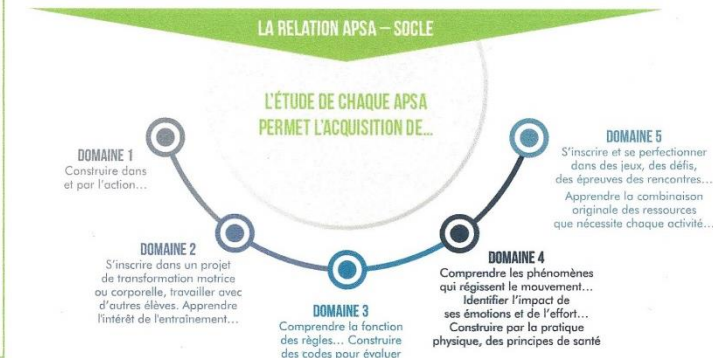 LA RELATION APSA – SOCLE
L'ÉTUDE DE CHAQUE APSA
PERMET L'ACQUISITION DE...
DOMAINE 1
Construire dans
et par l'action...
DOMAINE 2
S'inscrire dans un projet
de transformation motrice
ou corporelle, travailler avec
d'autres élèves. Apprendre
l'intérêt de l'entraînement...
DOMAINE 3
Comprendre la fonction
des règles... Construire
des codes pour évaluer
DOMAINE 4
Comprendre les phénomènes
qui régissent le mouvement...
Identifier l'impact de
ses émotions et de l'effort...
Construire par la pratique
physique, des principes de santé
DOMAINE 5
S'inscrire et se perfectionner
dans des jeux, des défis,
des épreuves des rencontres...
Apprendre la combinaison
originale des ressources
que nécessite chaque activité...